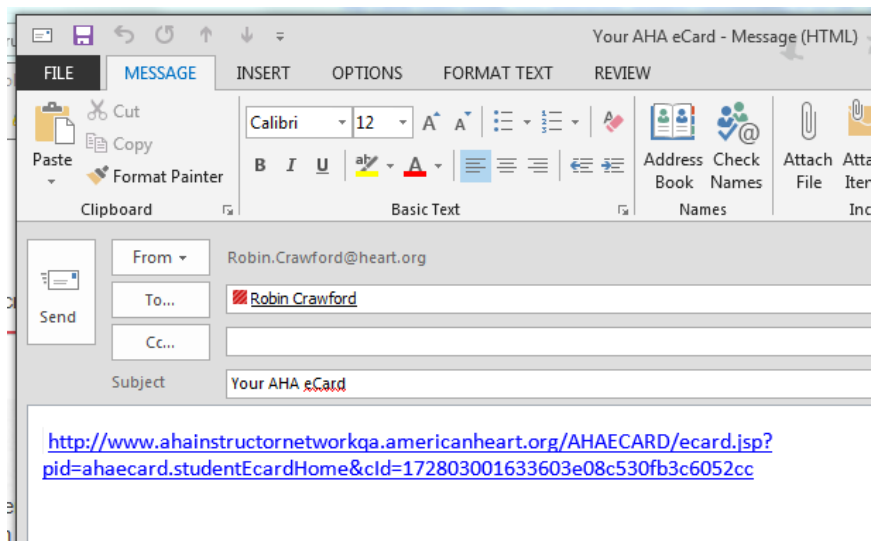 Your AHA eCard - Message (HTML)
FILE MESSAGE INSERT OPTIONS FORMAT TEXT REVIEW
Cut
Copy
Format Painter
Paste
Clipboard
Calibri 12 A A
B I U aby A
Basic Text
Address Book
Check Names
Names
Attach File
Send
From
Robin.Crawford@heart.org
To...
Robin Crawford
Cc...
Subject
Your AHA eCard
http://www.ahainstructornetworkqa.americanheart.org/AHAECARD/ecard.jsp?
pid=ahaecard.studentEcardHome&cId=172803001633603e08c530fb3c6052cc